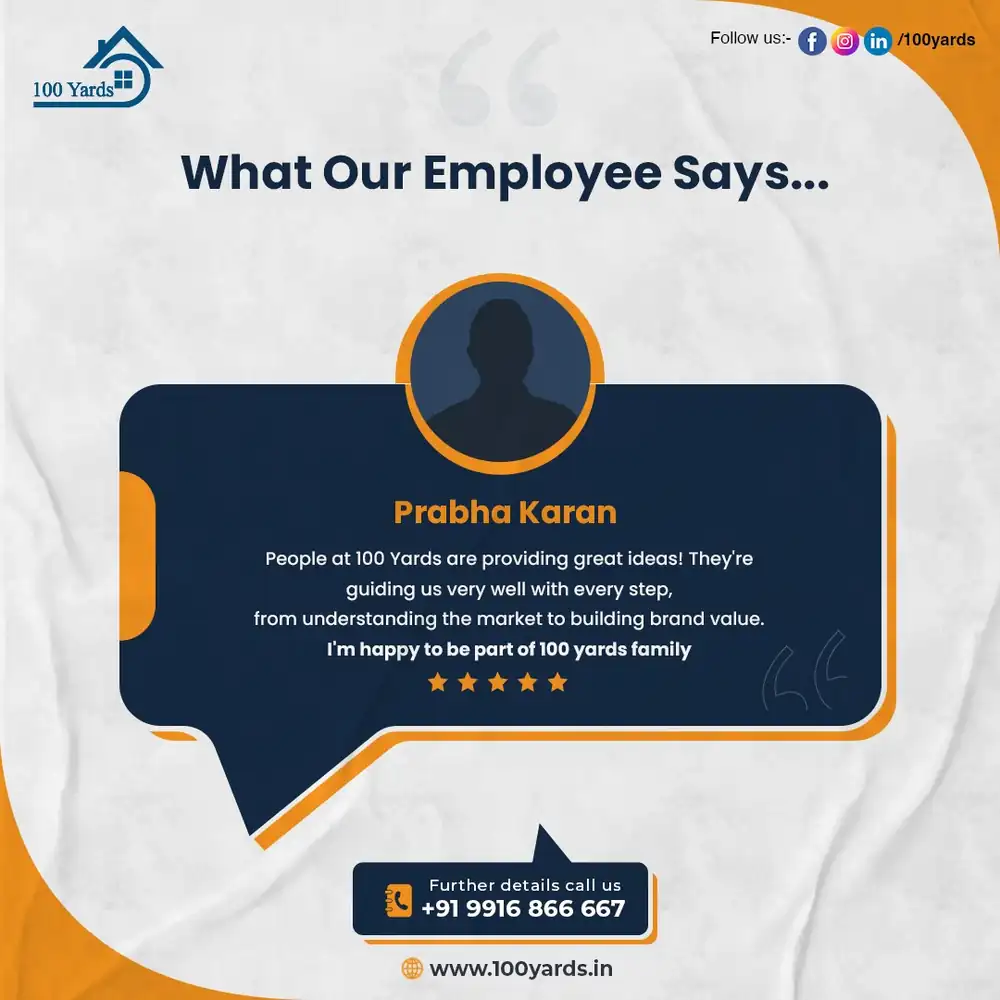 100 Yards
Follow us:- /100yards
What Our Employee Says...
Prabha Karan
People at 100 Yards are providing great ideas! They're
guiding us very well with every step,
from understanding the market to building brand value.
I'm happy to be part of 100 yards family
Further details call us
+91 9916 866 667
www.100yards.in